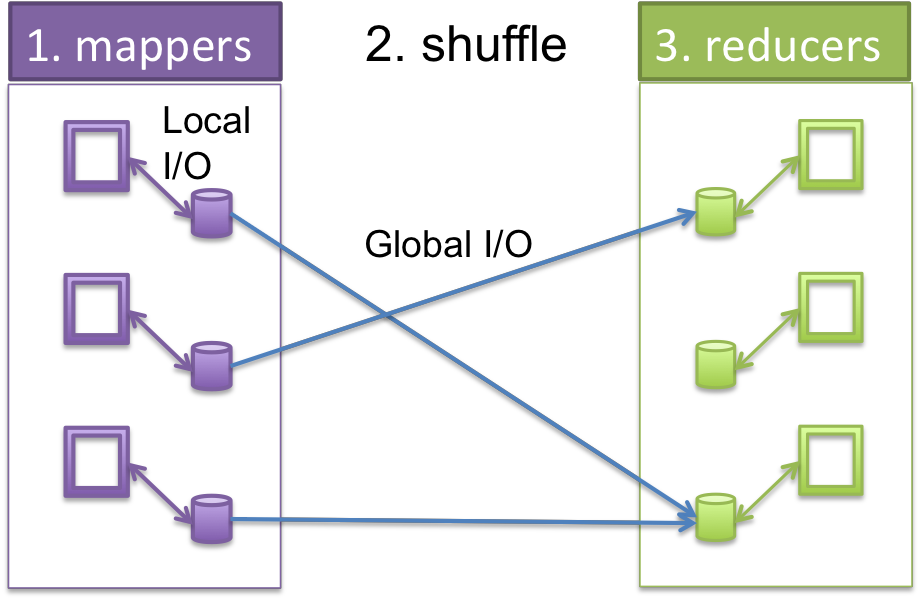 1. mappers
2. shuffle
3. reducers
Local
I/O
Global I/O